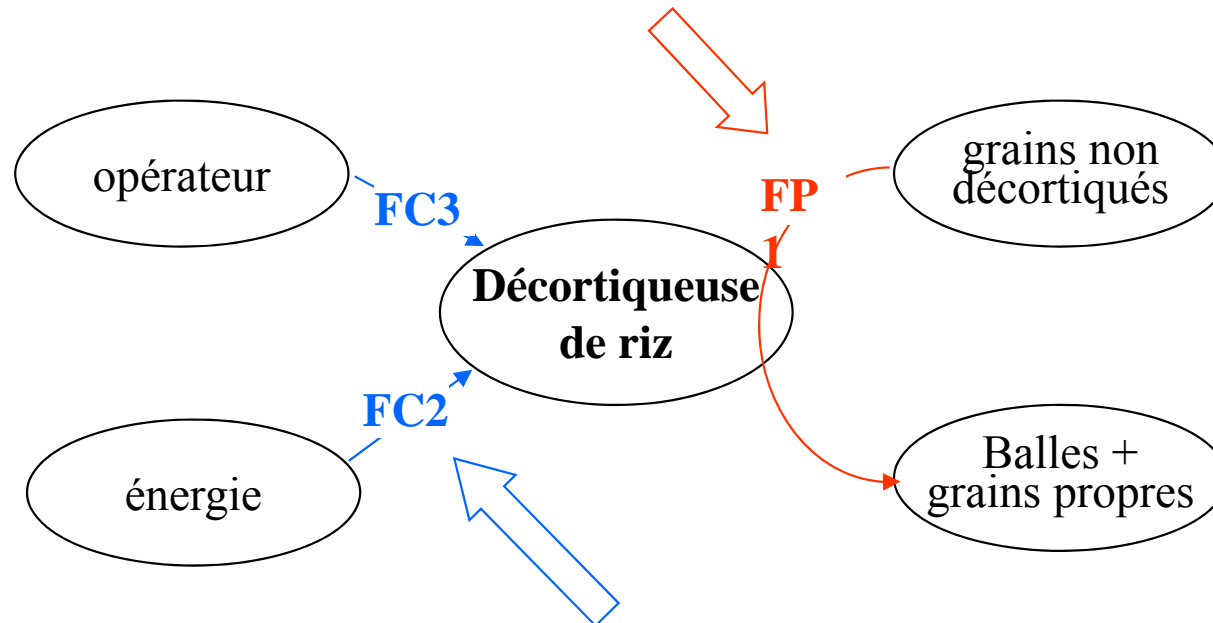 opérateur
FC3
FP
1
grains non
décortiqués
Décortiqueuse
de riz
FC2
énergie
Balles +
grains propres